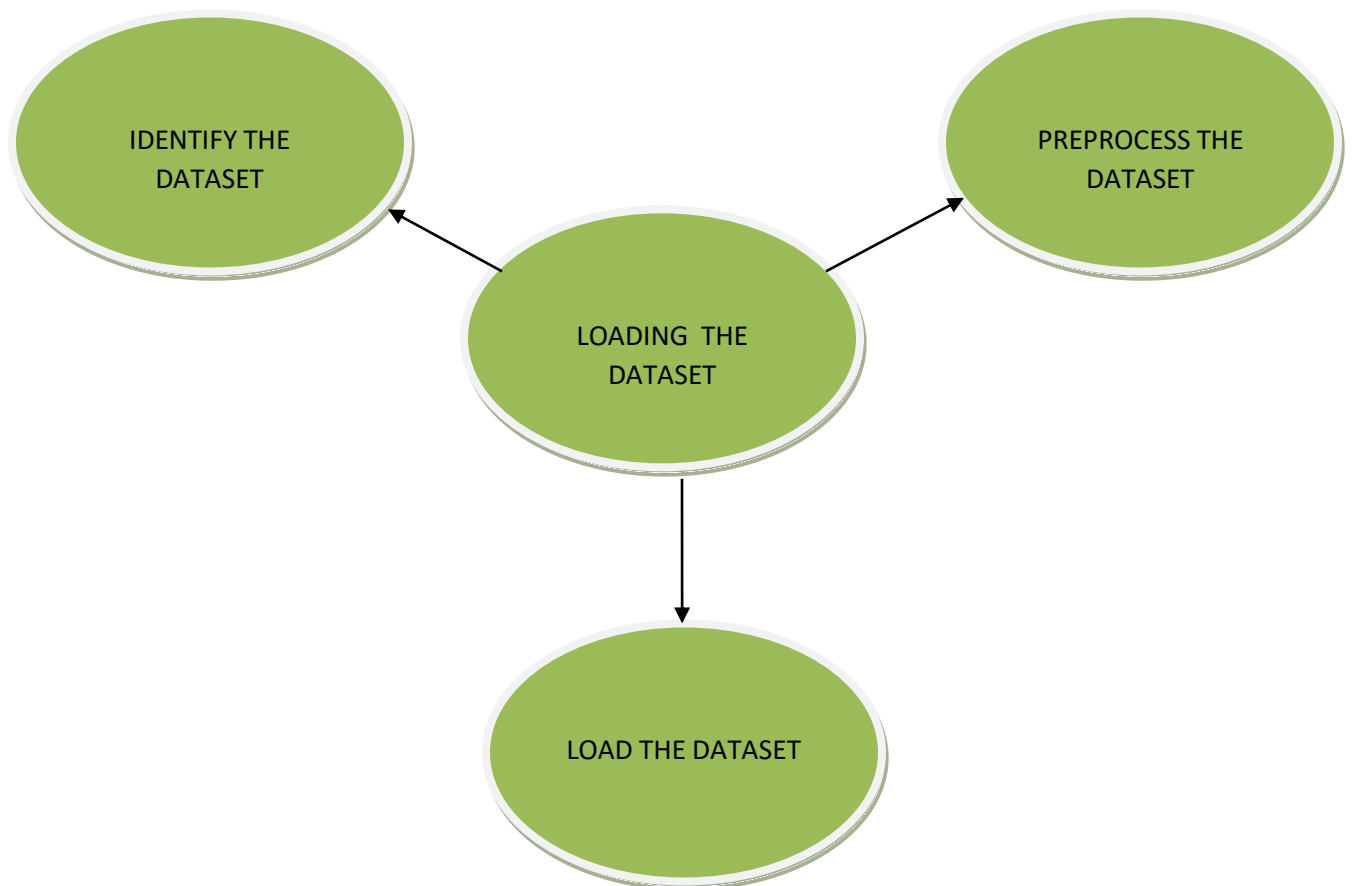 IDENTIFY THE
DATASET
PREPROCESS THE
DATASET
LOADING  THE
DATASET
LOAD THE DATASET